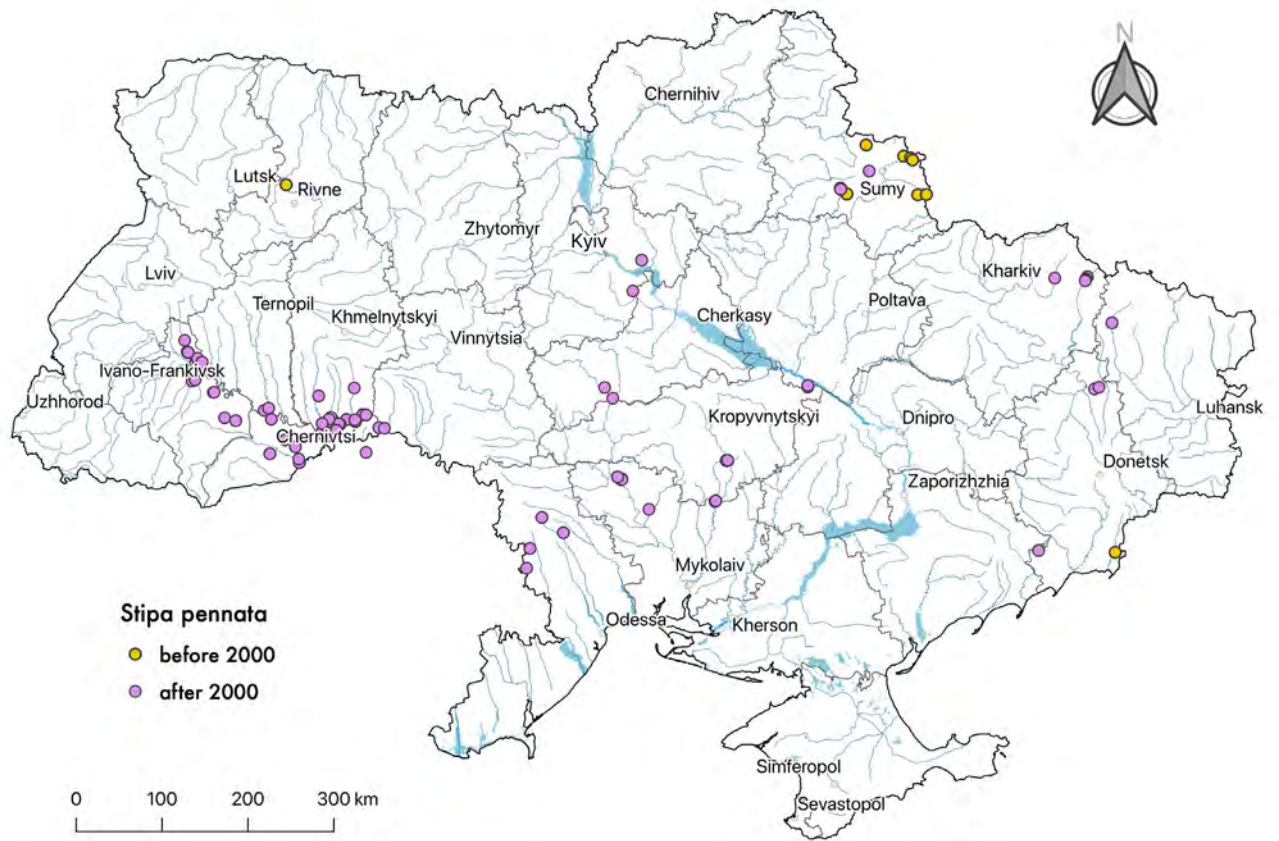 N
Chernihiv
Lutsk
Rivne
Sumy
Zhytomyr
Kyiv
Lviv
Kharkiv
Ternopil
Poltava
Khmelnytskyi
Cherkasy
Vinnytsia
Ivano-Frankivsk
Uzhhorod
Luhansk
Kropyvnytskyi
Dnipro
Chernivtsi
Donetsk
Zaporizhzhia
Mykolaiv
Stipa pennata
Odessa
Kherson
before 2000
after 2000
Simferopol
0 100 200 300 km
Sevastopol